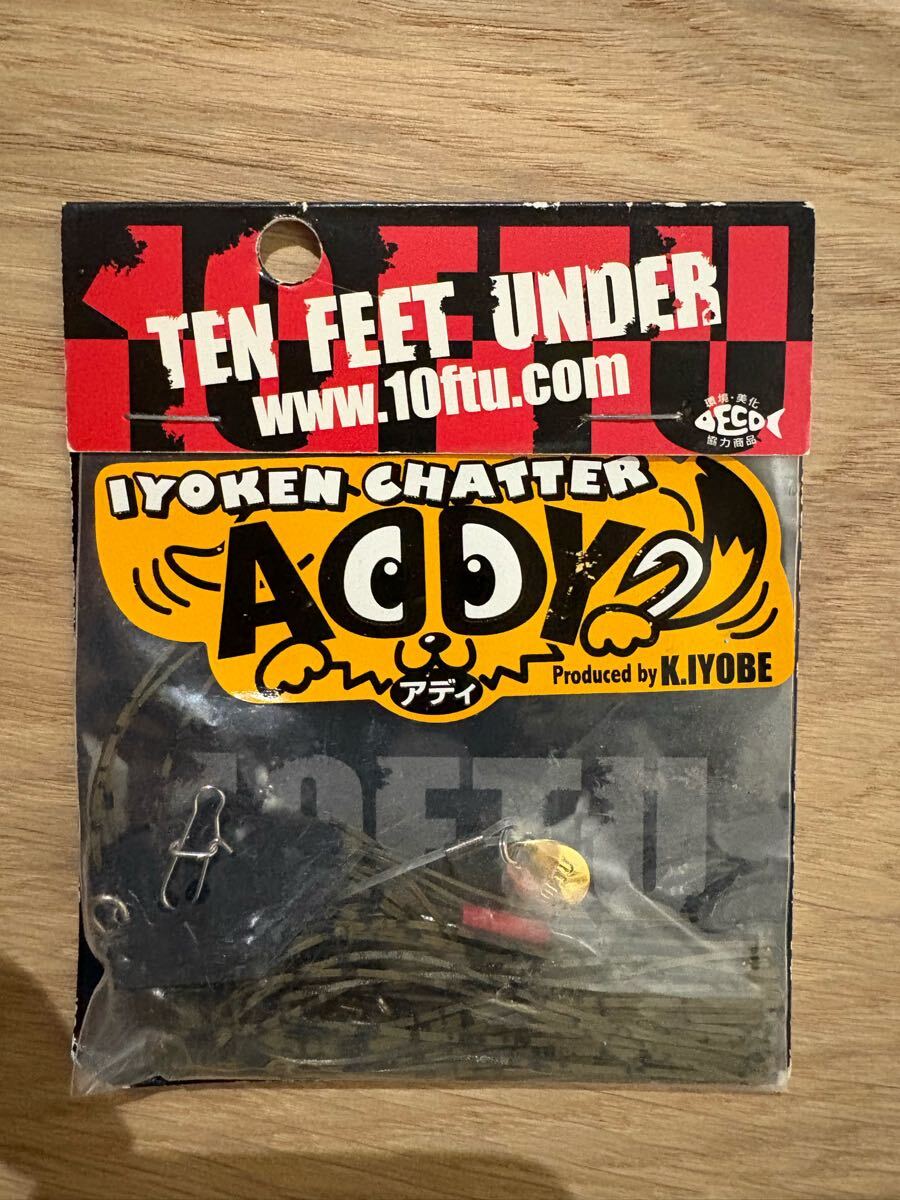 10FTU
TEN FEET UNDER
www.10ftu.com
環境・美化
ECO
協力商品
IYOKEN CHATTER
ADDY
アディ
Produced by K.IYOBE
10FTU